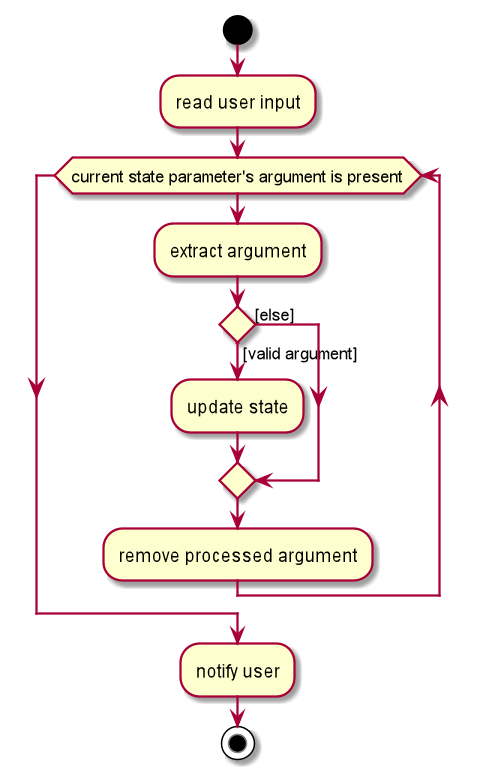 read user input
current state parameter's argument is present
extract argument
[else]
[valid argument]
update state
remove processed argument
notify user